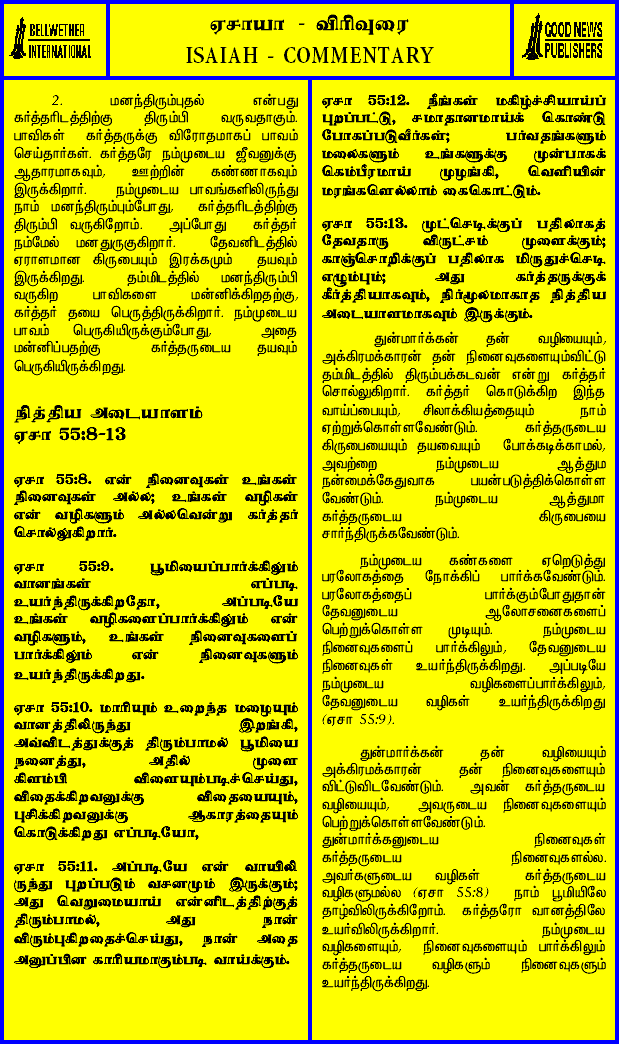 BELLWETHER
INTERNATIONAL
ஏசாயா - விரிவுரை
ISAIAH - COMMENTARY
GOOD NEWS
PUBLISHERS
2. மனந்திரும்புதல் என்பது
கர்த்தரிடத்திற்கு திரும்பி வருவதாகும்.
பாவிகள் கர்த்தருக்கு விரோதமாகப் பாவம்
செய்தார்கள். கர்த்தரே நம்முடைய ஜீவனுக்கு
ஆதாரமாகவும், ஊற்றின் கண்ணாகவும்
இருக்கிறார். நம்முடைய பாவங்களிலிருந்து
நாம் மனந்திரும்பும்போது, கர்த்தரிடத்திற்கு
திரும்பி வருகிறோம். அப்போது கர்த்தர்
நம்மேல் மனதுருகுகிறார். தேவனிடத்தில்
ஏராளமான கிருபையும் இரக்கமும் தயவும்
இருக்கிறது. தம்மிடத்தில் மனந்திரும்பி
வருகிற பாவிகளை மன்னிக்கிறதற்கு,
கர்த்தர் தயை பெருத்திருக்கிறார். நம்முடைய
பாவம் பெருகியிருக்கும்போது, அதை
மன்னிப்பதற்கு கர்த்தருடைய தயவும்
பெருகியிருக்கிறது.
நித்திய அடையாளம்
ஏசா 55:8-13
ஏசா 55:8. என் நினைவுகள் உங்கள்
நினைவுகள் அல்ல; உங்கள் வழிகள்
என் வழிகளும் அல்லவென்று கர்த்தர்
சொல்லுகிறார்.
ஏசா 55:9. பூமியைப்பார்க்கிலும்
வானங்கள் எப்படி
உயர்ந்திருக்கிறதோ, அப்படியே
உங்கள் வழிகளைப்பார்க்கிலும் என்
வழிகளும், உங்கள் நினைவுகளைப்
பார்க்கிலும் என் நினைவுகளும்
உயர்ந்திருக்கிறது.
ஏசா 55:10. மாரியும் உறைந்த மழையும்
வானத்திலிருந்து இறங்கி,
அவ்விடத்துக்குத் திரும்பாமல் பூமியை
நனைத்து, அதில் முளை
கிளம்பி விளையும்படிச்செய்து,
விதைக்கிறவனுக்கு விதையையும்,
புசிக்கிறவனுக்கு ஆகாரத்தையும்
கொடுக்கிறது எப்படியோ,
ஏசா 55:11. அப்படியே என் வாயிலி
ருந்து புறப்படும் வசனமும் இருக்கும்;
அது வெறுமையாய் என்னிடத்திற்குத்
திரும்பாமல், அது நான்
விரும்புகிறதைச்செய்து, நான் அதை
அனுப்பின காரியமாகும்படி வாய்க்கும்.
ஏசா 55:12. நீங்கள் மகிழ்ச்சியாய்ப்
புறப்பட்டு, சமாதானமாய்க் கொண்டு
போகப்படுவீர்கள்; பர்வதங்களும்
மலைகளும் உங்களுக்கு முன்பாகக்
கெம்பீரமாய் முழங்கி, வெளியின்
மரங்களெல்லாம் கைகொட்டும்.
ஏசா 55:13. முட்செடிக்குப் பதிலாகத்
தேவதாரு விருட்சம் முளைக்கும்;
காஞ்சொறிக்குப் பதிலாக மிருதுச்செடி
எழும்பும்; அது கர்த்தருக்குக்
கீர்த்தியாகவும், நிர்மூலமாகாத நித்திய
அடையாளமாகவும் இருக்கும்.
துன்மார்க்கன் தன் வழியையும்,
அக்கிரமக்காரன் தன் நினைவுகளையும்விட்டு
தம்மிடத்தில் திரும்பக்கடவன் என்று கர்த்தர்
சொல்லுகிறார். கர்த்தர் கொடுக்கிற இந்த
வாய்ப்பையும், சிலாக்கியத்தையும் நாம்
ஏற்றுக்கொள்ளவேண்டும். கர்த்தருடைய
கிருபையையும் தயவையும் போக்கடிக்காமல்,
அவற்றை நம்முடைய ஆத்தும
நன்மைக்கேதுவாக பயன்படுத்திக்கொள்ள
வேண்டும். நம்முடைய ஆத்துமா
கர்த்தருடைய கிருபையை
சார்ந்திருக்கவேண்டும்.
நம்முடைய கண்களை ஏறெடுத்து
பரலோகத்தை நோக்கிப் பார்க்கவேண்டும்.
பரலோகத்தைப் பார்க்கும்போதுதான்
தேவனுடைய ஆலோசனைகளைப்
பெற்றுக்கொள்ள முடியும். நம்முடைய
நினைவுகளைப் பார்க்கிலும், தேவனுடைய
நினைவுகள் உயர்ந்திருக்கிறது. அப்படியே
நம்முடைய வழிகளைப்பார்க்கிலும்,
தேவனுடைய வழிகள் உயர்ந்திருக்கிறது
(ஏசா 55:9).
துன்மார்க்கன் தன் வழியையும்
அக்கிரமக்காரன் தன் நினைவுகளையும்
விட்டுவிடவேண்டும். அவன் கர்த்தருடைய
வழியையும், அவருடைய நினைவுகளையும்
பெற்றுக்கொள்ளவேண்டும்.
துன்மார்க்கனுடைய நினைவுகள்
கர்த்தருடைய நினைவுகளல்ல.
அவர்களுடைய வழிகள் கர்த்தருடைய
வழிகளுமல்ல (ஏசா 55:8) நாம் பூமியிலே
தாழ்விலிருக்கிறோம். கர்த்தரோ வானத்திலே
உயர்விலிருக்கிறார். நம்முடைய
வழிகளையும், நினைவுகளையும் பார்க்கிலும்
கர்த்தருடைய வழிகளும் நினைவுகளும்
உயர்ந்திருக்கிறது.